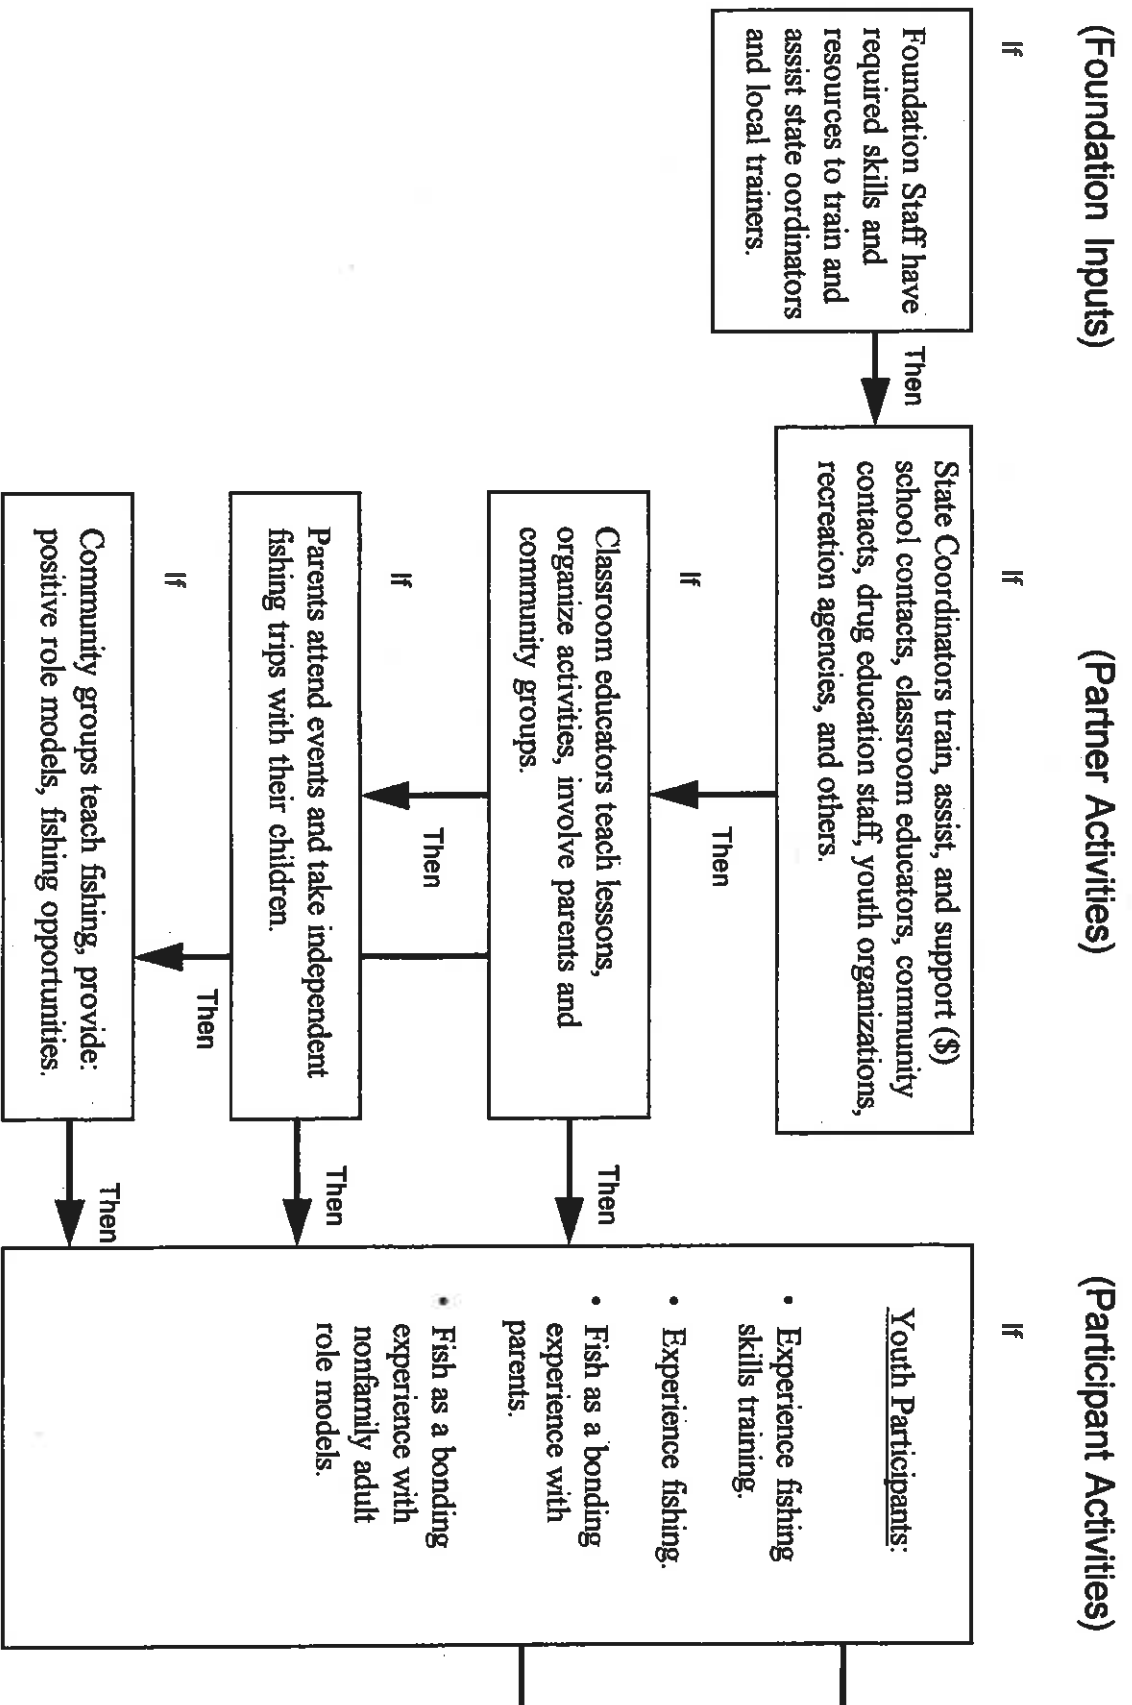 (Foundation Inputs)
(Partner Activities)
(Participant Activities)
If
Foundation Staff have
required skills and
resources to train and
assist state oordinators
and local trainers.
Then
If
State Coordinators train, assist, and support ($)
school contacts, classroom educators, community
contacts, drug education staff, youth organizations,
recreation agencies, and others.
Then
If
Classroom educators teach lessons,
organize activities, involve parents and
community groups.
Then
Then
If
Parents attend events and take independent
fishing trips with their children.
Then
Then
If
Community groups teach fishing, provide:
positive role models, fishing opportunities.
Then
If
Youth Participants:
• Experience fishing
skills training.
• Experience fishing.
• Fish as a bonding
experience with
parents.
• Fish as a bonding
experience with
nonfamily adult
role models.